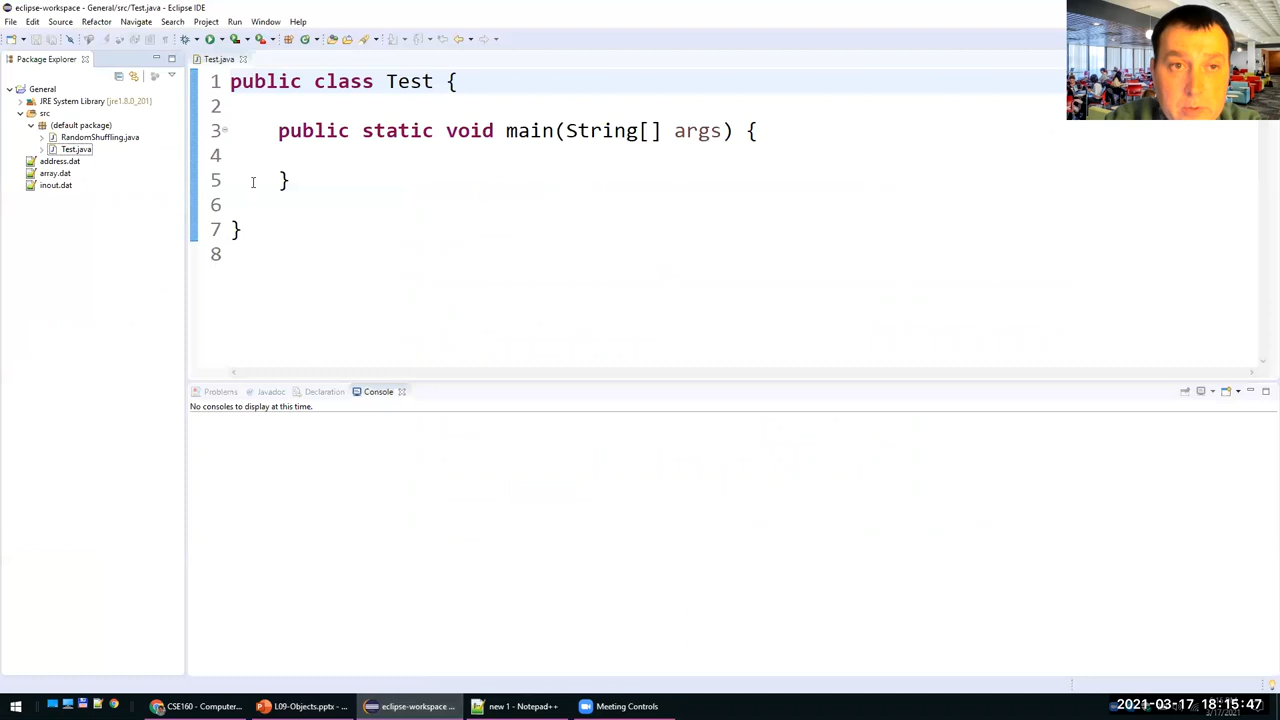 eclipse-workspace - General/src/Test.java - Eclipse IDE
File Edit Source Refactor Navigate Search Project Run Window Help
Package Explorer
Test.java
General
JRE System Library [jre1.8.0_201]
src
(default package)
RandomShuffling.java
Test.java
address.dat
array.dat
inout.dat
1 public class Test {
2
3 public static void main(String[] args) {
4
5 }
6
7 }
8
Problems Javadoc Declaration Console
No consoles to display at this time.
CSE160 - Computer... L09-Objects.pptx - ... eclipse-workspace ... new 1 - Notepad++ Meeting Controls
2021-03-17 18:15:47